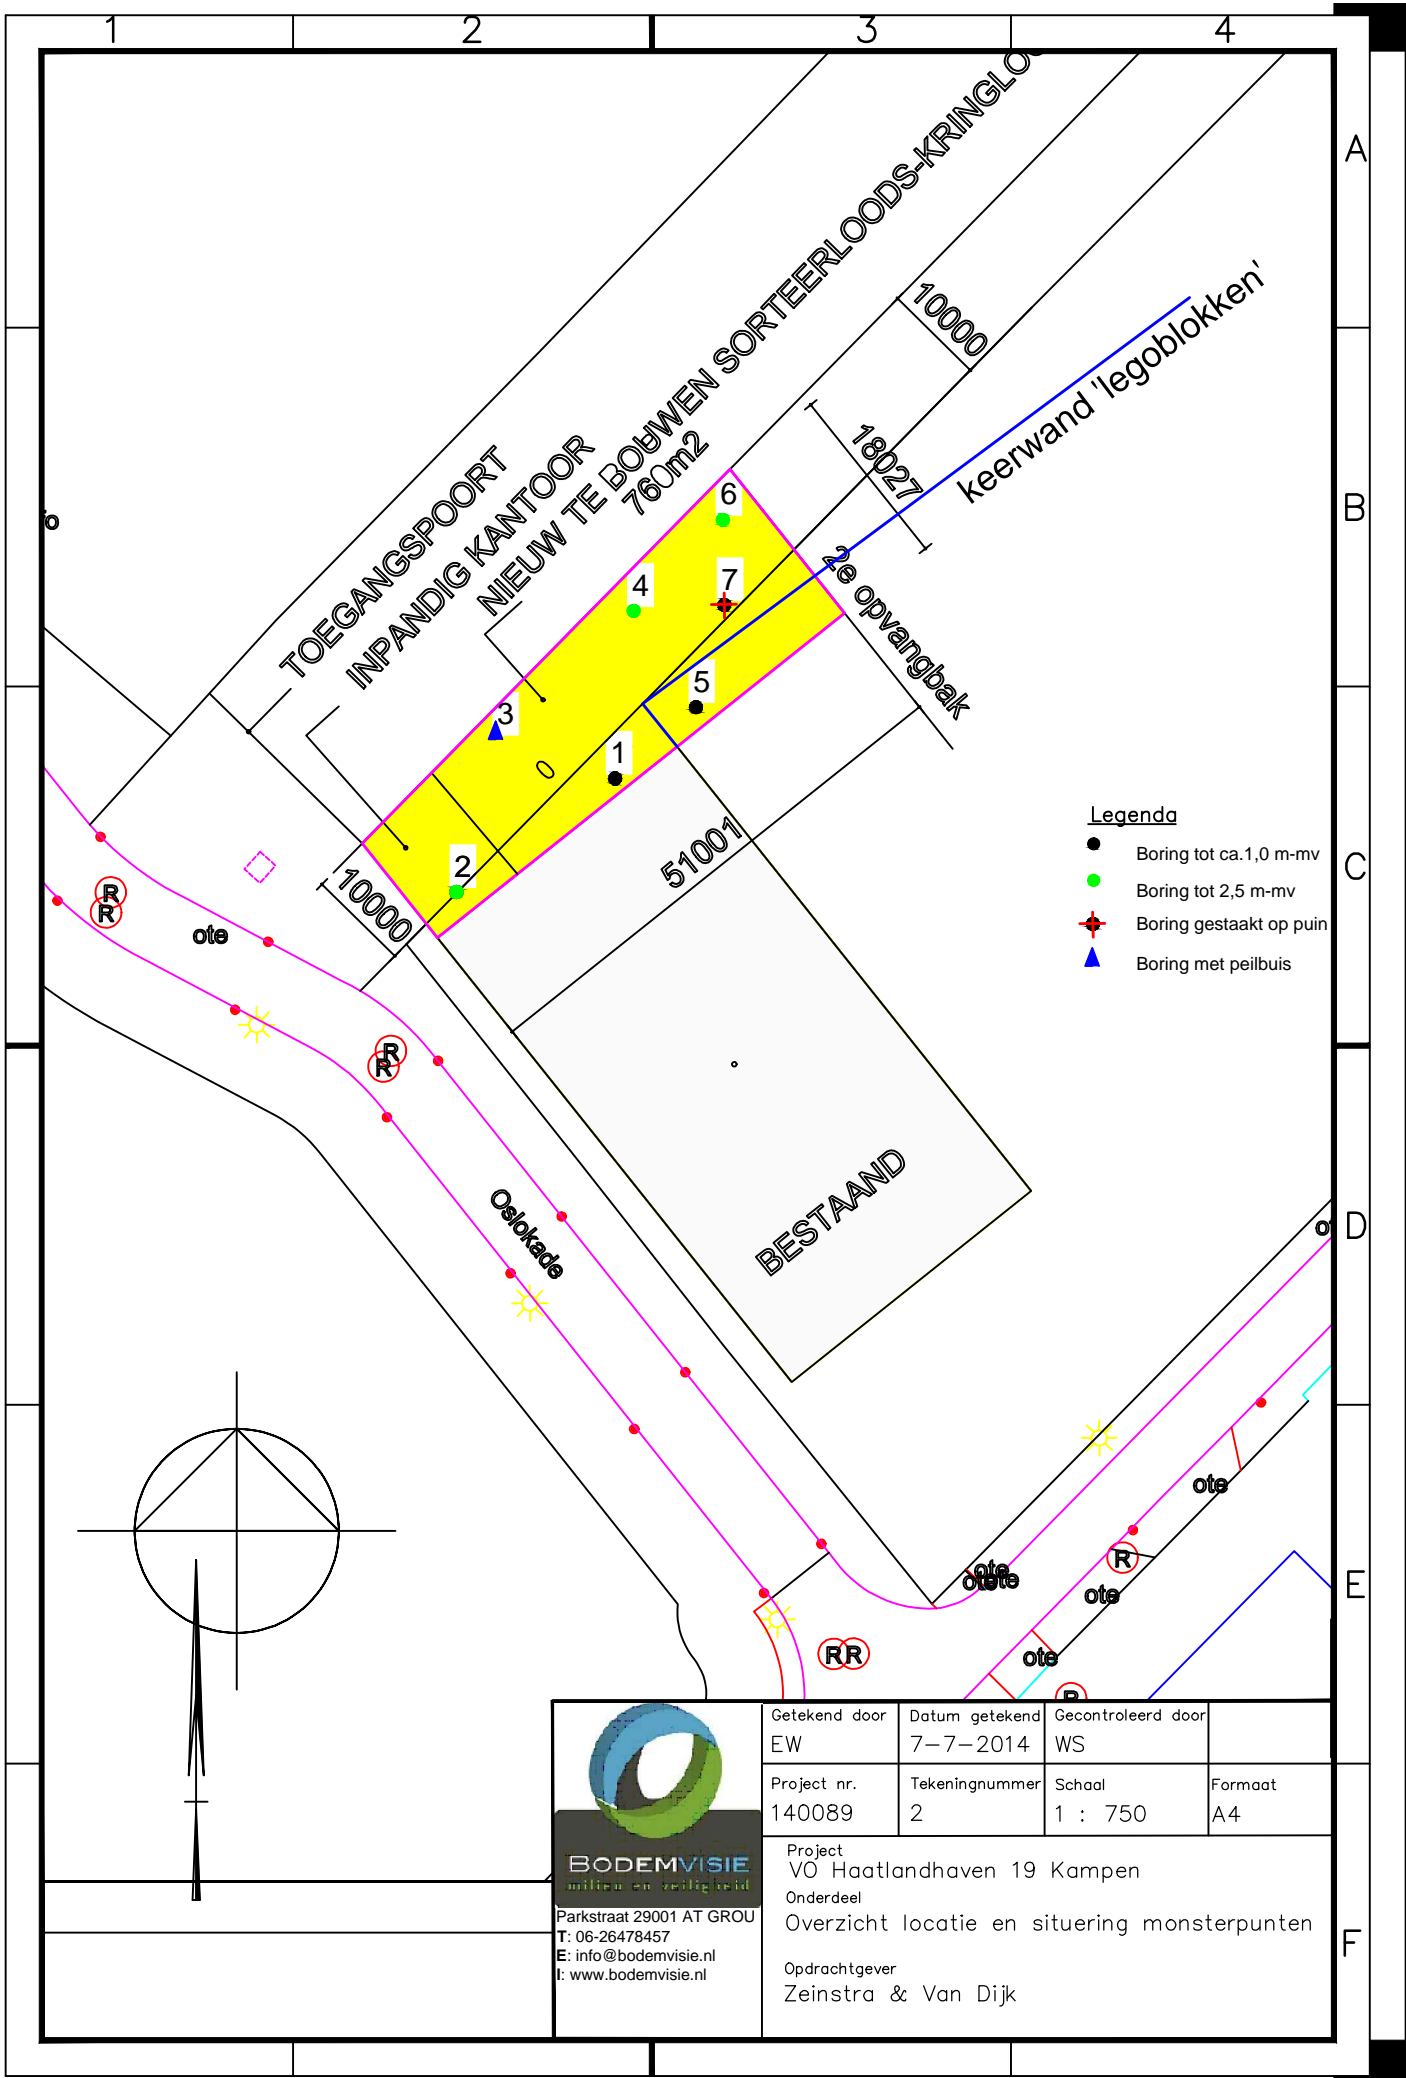 1 2 3 4
A
B
C
D
E
F
NIEUW TE BOUWEN SORTEERLOODS-KRINGLO
760m2
INPANDIG KANTOOR
TOEGANGSPOORT
10000
18027
keerwand 'legoblokken'
2e opvangbak
6
4
7
5
3
1
0
2
10000
51001
BESTAAND
Oslokade
Legenda
Boring tot ca.1,0 m-mv
Boring tot 2,5 m-mv
Boring gestaakt op puin
Boring met peilbuis
R
R
ote
R
R
ote
ote
ote
R
ote
R R
ote
R
BODEMVISIE
milieu en veiligheid
Parkstraat 29001 AT GROU
T: 06-26478457
E: info@bodemvisie.nl
I: www.bodemvisie.nl
Getekend door
EW
Datum getekend
7-7-2014
Gecontroleerd door
WS
Project nr.
140089
Tekeningnummer
2
Schaal
1 : 750
Formaat
A4
Project
VO Haatlandhaven 19 Kampen
Onderdeel
Overzicht locatie en situering monsterpunten
Opdrachtgever
Zeinstra & Van Dijk